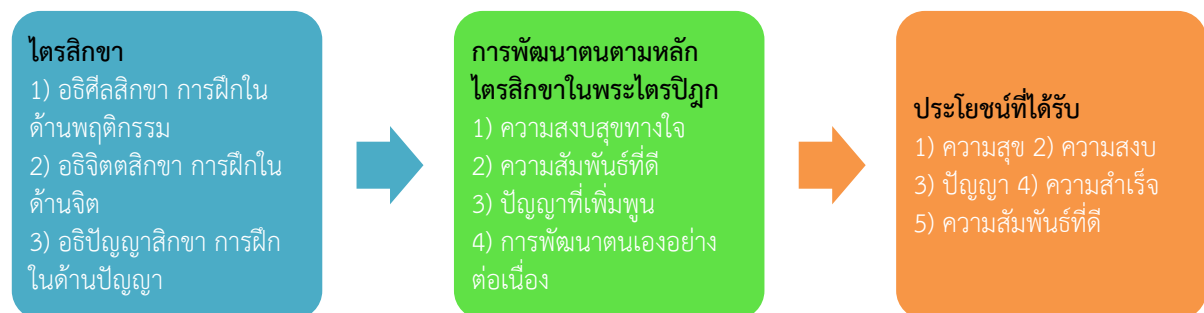 ไตรสิกขา
1) อธิศีลสิกขา การฝึกใน
ด้านพฤติกรรม
2) อธิจิตตสิกขา การฝึกใน
ด้านจิต
3) อธิปัญญาสิกขา การฝึก
ในด้านปัญญา
การพัฒนาตนตามหลัก
ไตรสิกขาในพระไตรปิฎก
1) ความสงบสุขทางใจ
2) ความสัมพันธ์ที่ดี
3) ปัญญาที่เพิ่มพูน
4) การพัฒนาตนเองอย่าง
ต่อเนื่อง
ประโยชน์ที่ได้รับ
1) ความสุข 2) ความสงบ
3) ปัญญา 4) ความสำเร็จ
5) ความสัมพันธ์ที่ดี